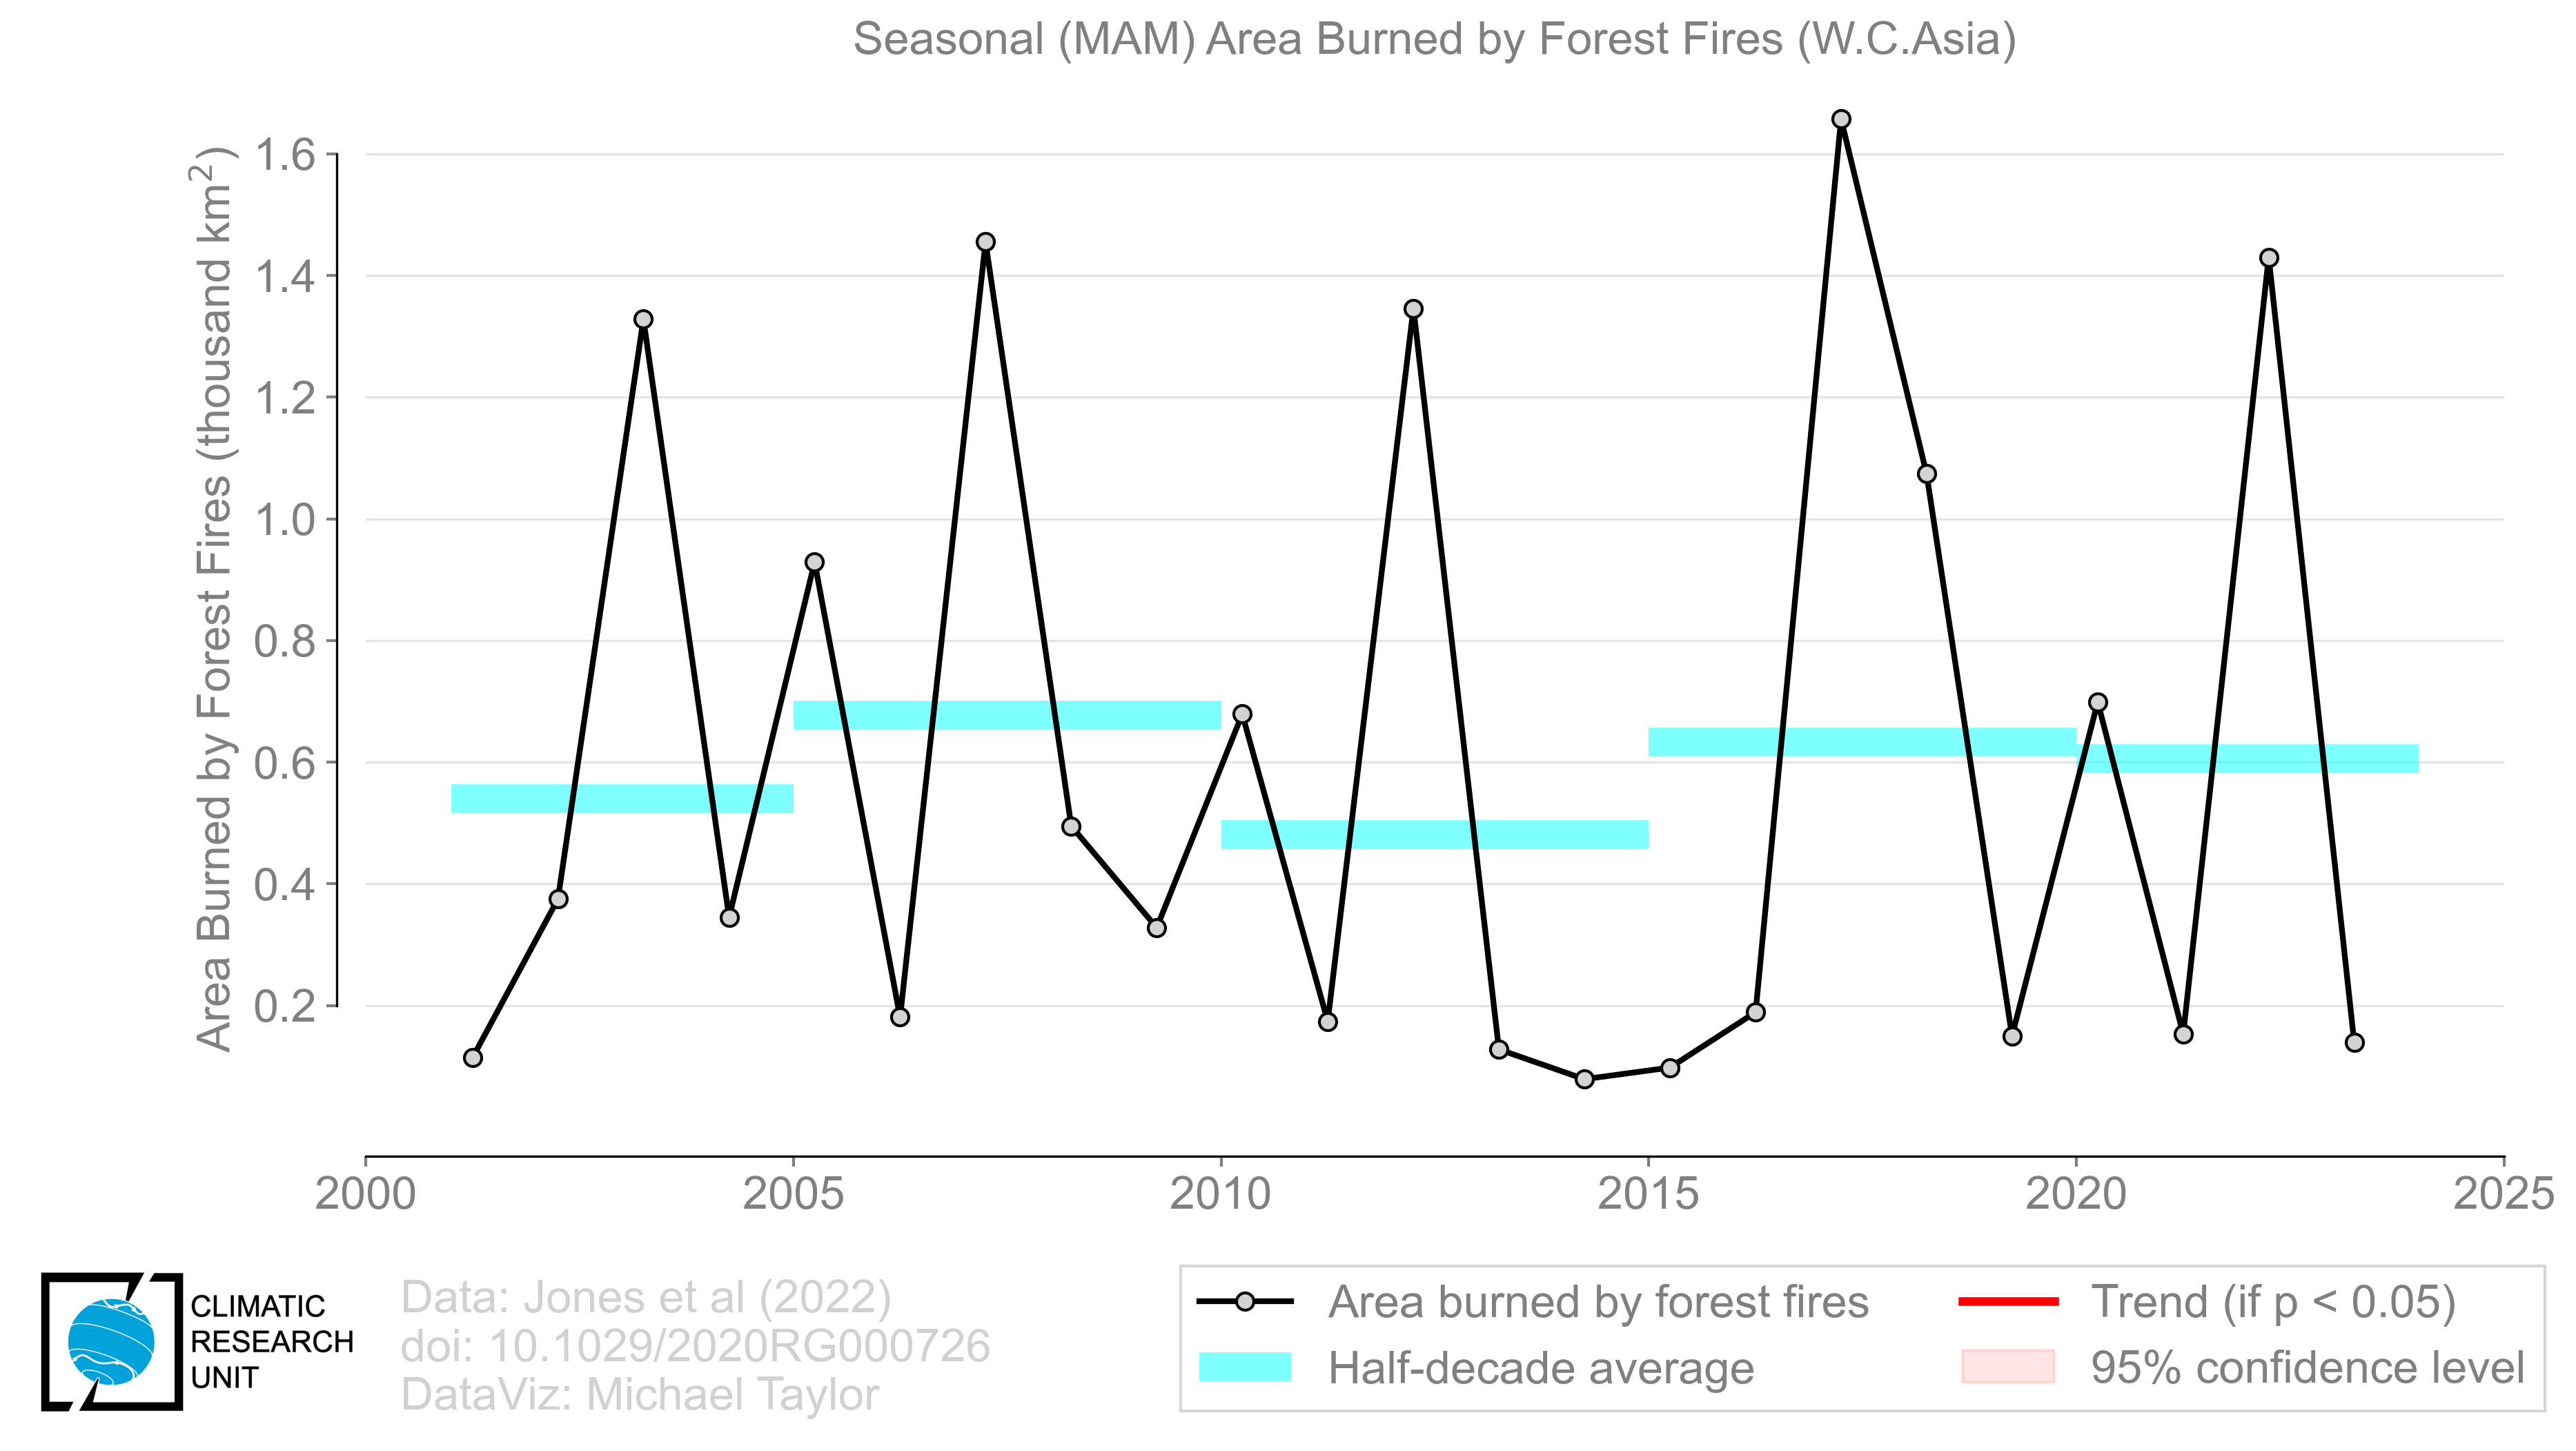 Seasonal (MAM) Area Burned by Forest Fires (W.C.Asia)
Area Burned by Forest Fires (thousand km²)
1.6
1.4
1.2
1.0
0.8
0.6
0.4
0.2
2000 2005 2010 2015 2020 2025
CLIMATIC
RESEARCH
UNIT
Data: Jones et al (2022)
doi: 10.1029/2020RG000726
DataViz: Michael Taylor
Area burned by forest fires
Half-decade average
Trend (if p < 0.05)
95% confidence level